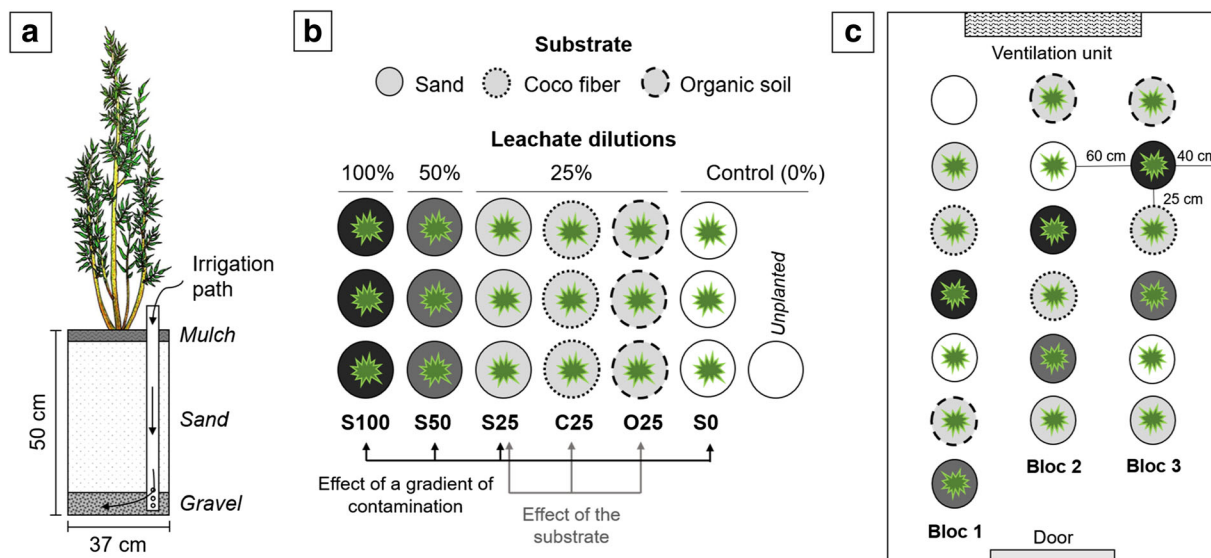 a
Irrigation
path
Mulch
50 cm
Sand
Gravel
37 cm
b
Substrate
Sand Coco fiber Organic soil
Leachate dilutions
100% 50% 25% Control (0%)
Unplanted
S100 S50 S25 C25 O25 S0
Effect of a gradient of
contamination
Effect of the
substrate
c
Ventilation unit
60 cm 40 cm
25 cm
Bloc 2 Bloc 3
Bloc 1
Door